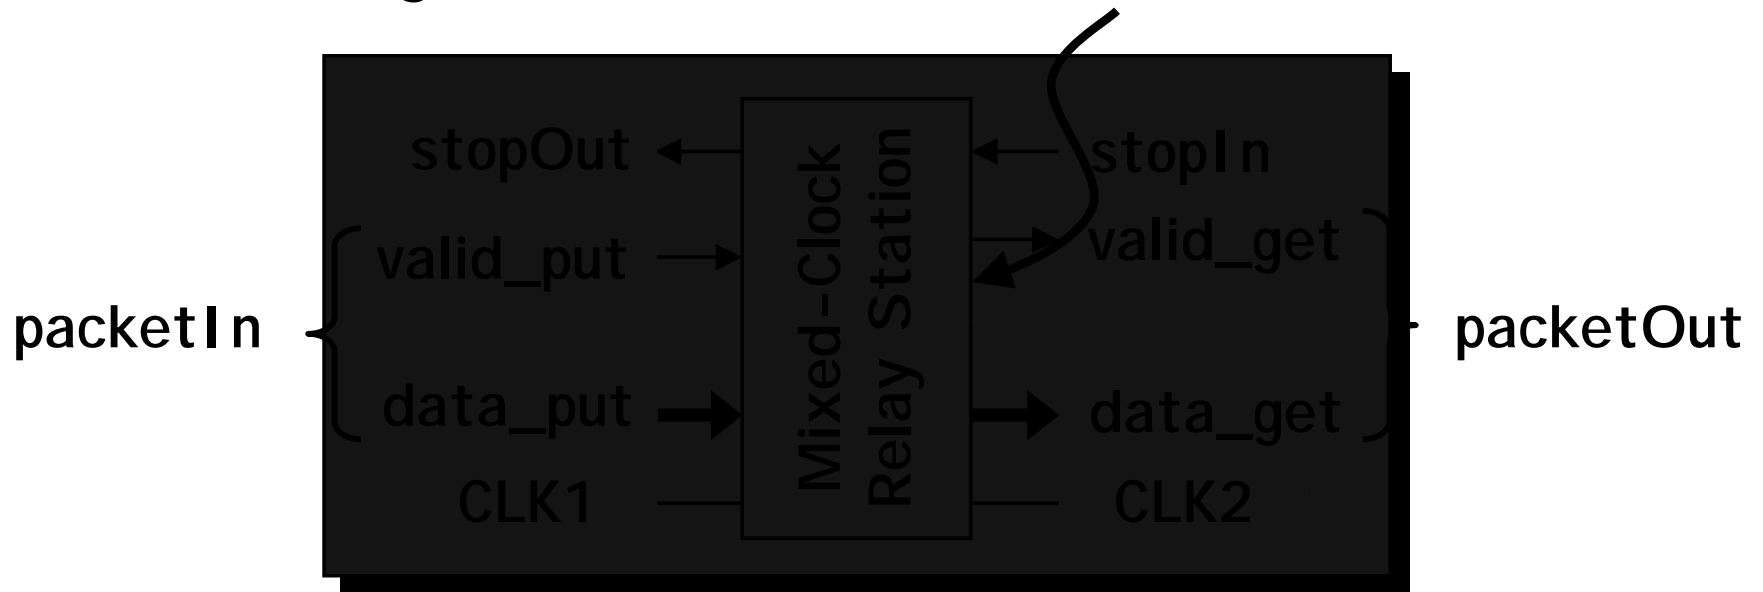 stopOut
stopIn
valid_put
valid_get
packetIn
packetOut
data_put
data_get
CLK1
CLK2
Mixed-Clock
Relay Station